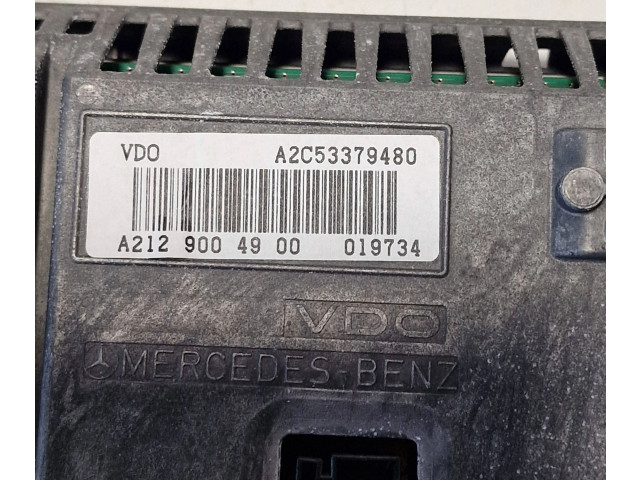 VDO A2C53379480
A212 900 49 00 019734
VDO
MERCEDES-BENZ